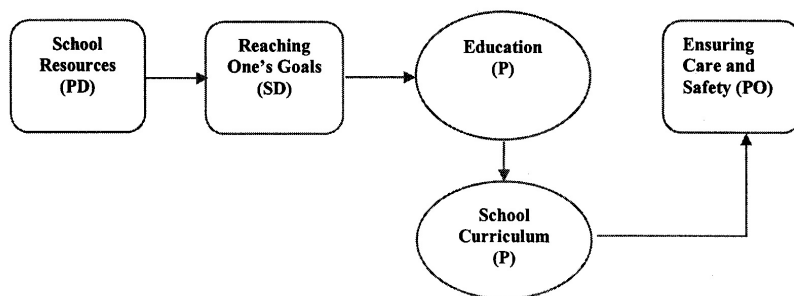 School
Resources
(PD)
Reaching
One's Goals
(SD)
Education
(P)
School
Curriculum
(P)
Ensuring
Care and
Safety (PO)